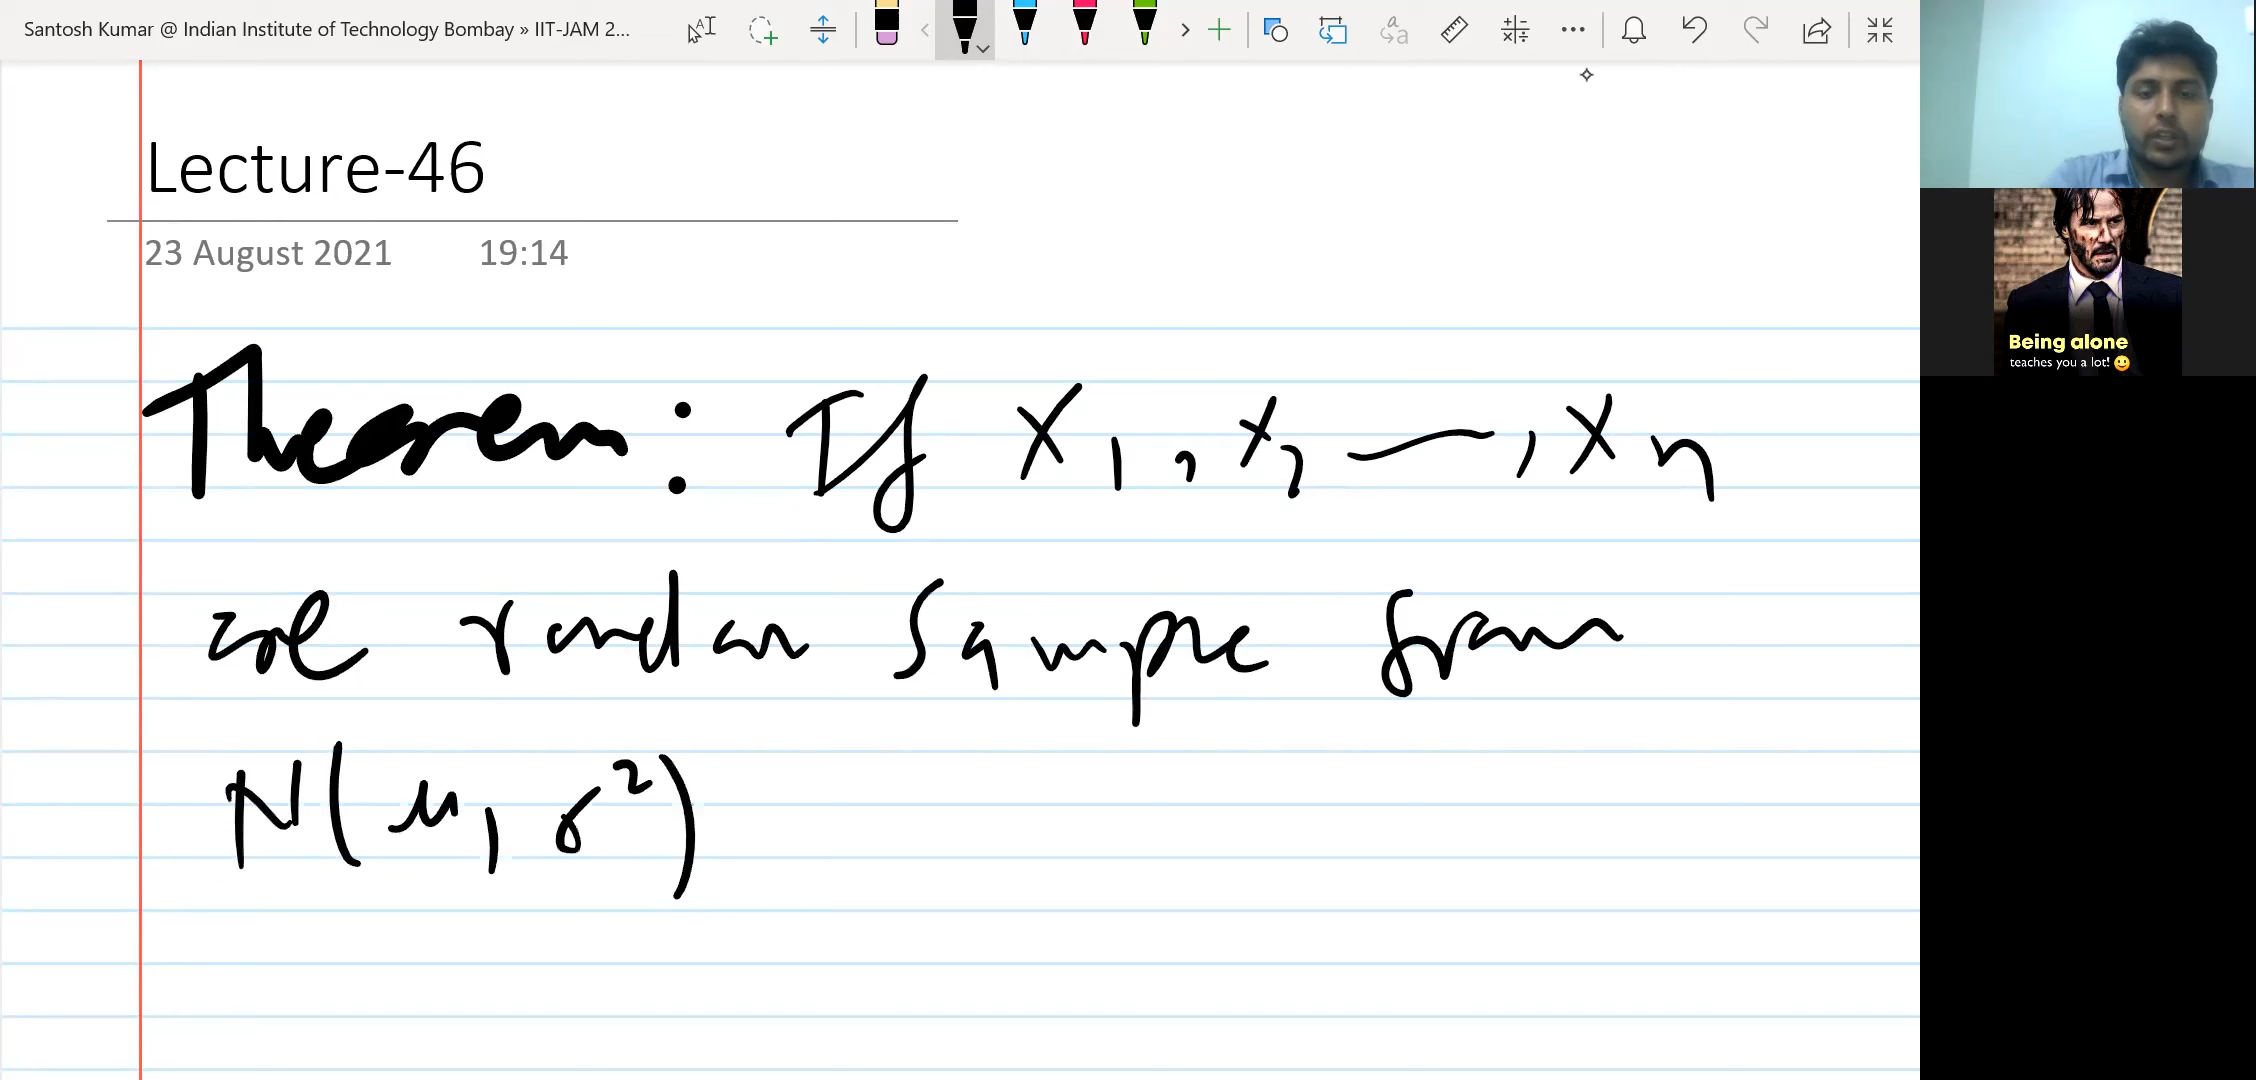 Santosh Kumar @ Indian Institute of Technology Bombay » IIT-JAM 2...
Lecture-46
23 August 2021 19:14
Theorem: If X1, X2 —, Xn
are random sample from
N(μ, σ²)
Being alone
teaches you a lot! 🙂